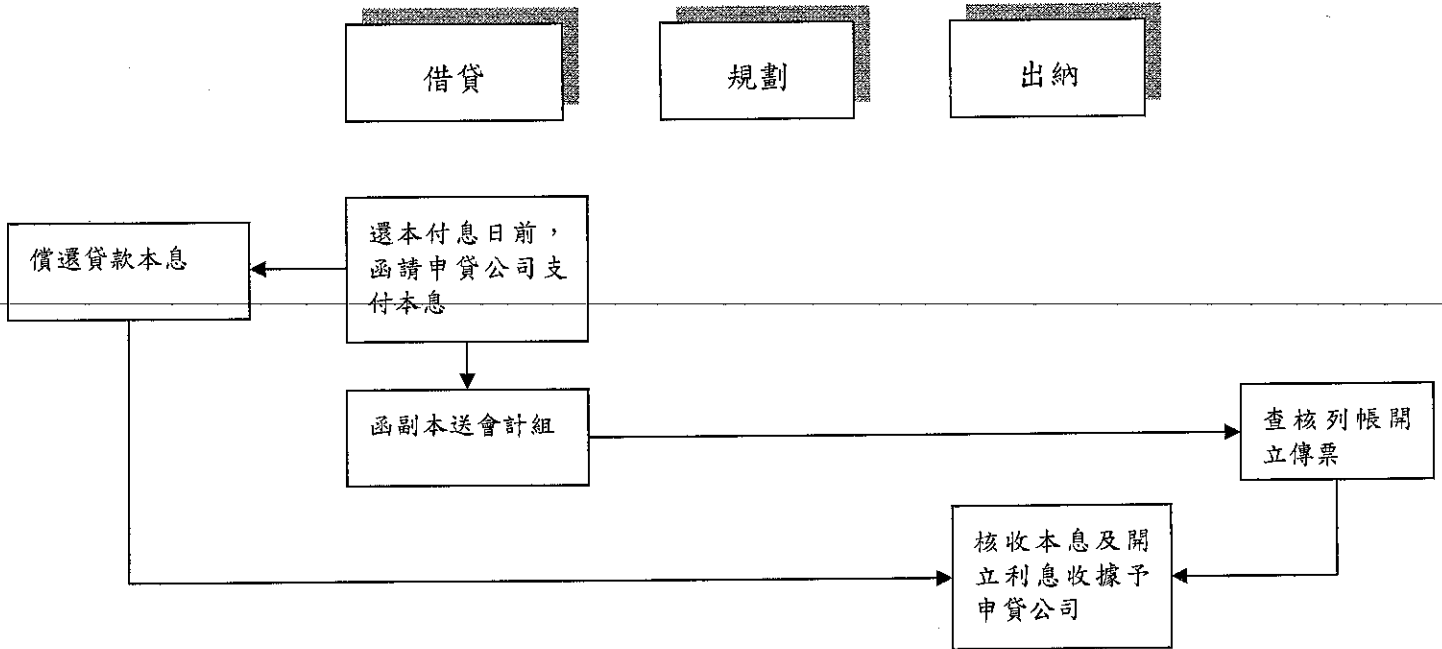 借貸
規劃
出納
償還貸款本息
還本付息日前，
函請申貸公司支
付本息
函副本送會計組
查核列帳開
立傳票
核收本息及開
立利息收據予
申貸公司